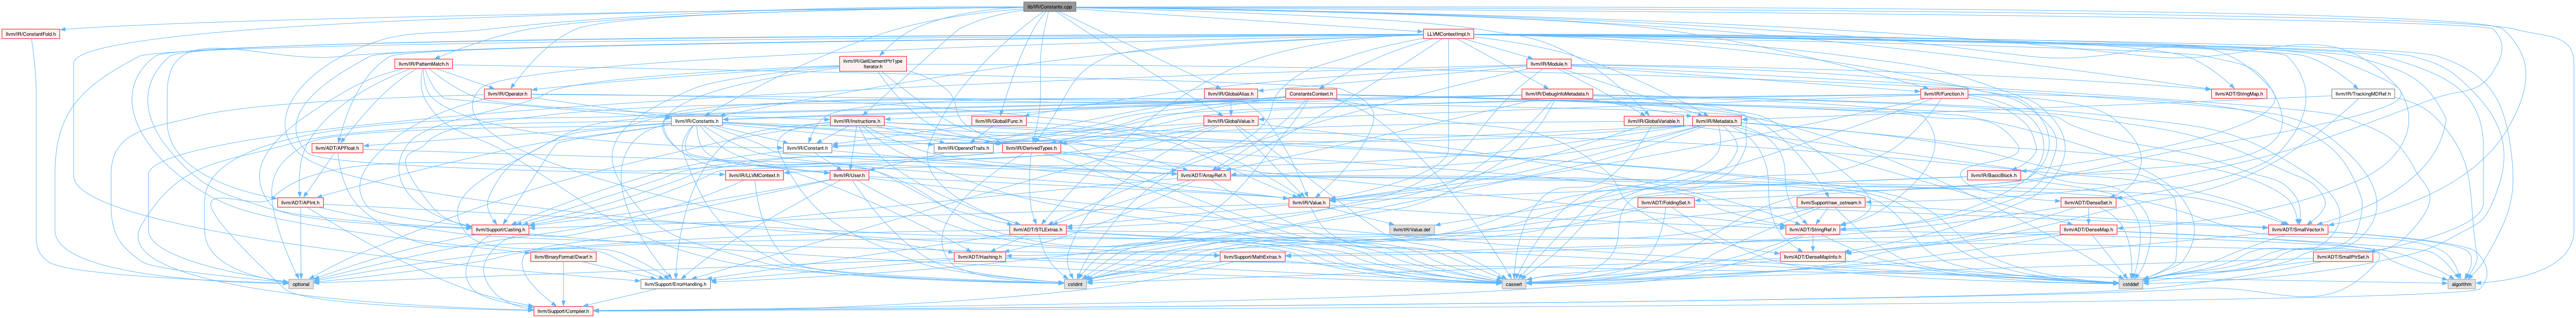 lib/IR/Constants.cpp
llvm/IR/ConstantFold.h
LLVMContextImpl.h
llvm/IR/PatternMatch.h
llvm/IR/GetElementPtrType
Iterator.h
llvm/IR/Module.h
llvm/IR/Operator.h
llvm/IR/GlobalAlias.h
ConstantsContext.h
llvm/IR/DebugInfoMetadata.h
llvm/IR/Function.h
llvm/ADT/StringMap.h
llvm/IR/TrackingMDRef.h
llvm/IR/Constants.h
llvm/IR/Instructions.h
llvm/IR/GlobalIFunc.h
llvm/IR/GlobalValue.h
llvm/IR/GlobalVariable.h
llvm/IR/Metadata.h
llvm/ADT/APFloat.h
llvm/IR/Constant.h
llvm/IR/OperandTraits.h
llvm/IR/DerivedTypes.h
llvm/IR/LLVMContext.h
llvm/IR/User.h
llvm/ADT/ArrayRef.h
llvm/IR/BasicBlock.h
llvm/ADT/APInt.h
llvm/IR/Value.h
llvm/ADT/FoldingSet.h
llvm/Support/raw_ostream.h
llvm/ADT/DenseSet.h
llvm/Support/Casting.h
llvm/ADT/STLExtras.h
llvm/IR/Value.def
llvm/ADT/StringRef.h
llvm/ADT/DenseMap.h
llvm/ADT/SmallVector.h
llvm/BinaryFormat/Dwarf.h
llvm/ADT/Hashing.h
llvm/Support/MathExtras.h
llvm/ADT/DenseMapInfo.h
llvm/ADT/SmallPtrSet.h
optional
llvm/Support/ErrorHandling.h
cstdint
cassert
cstddef
algorithm
llvm/Support/Compiler.h